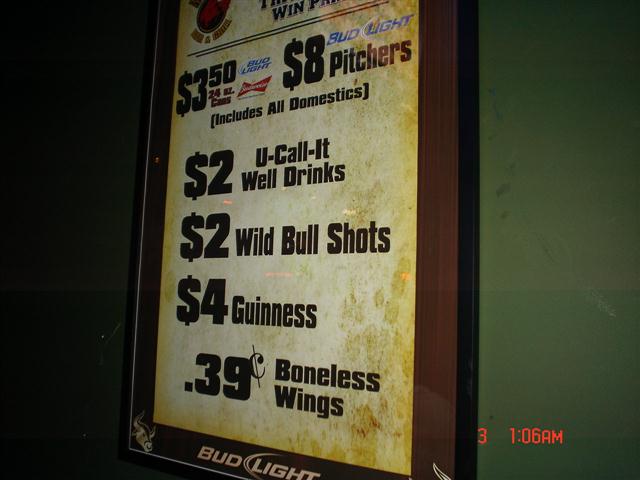 WIN
BUD LIGHT
$3.50 24 oz. Cans BUD LIGHT Budweiser $8 Pitchers
(Includes All Domestics)
$2 U-Call-It
Well Drinks
$2 Wild Bull Shots
$4 Guinness
.39¢ Boneless
Wings
BUD LIGHT
3 1:06AM